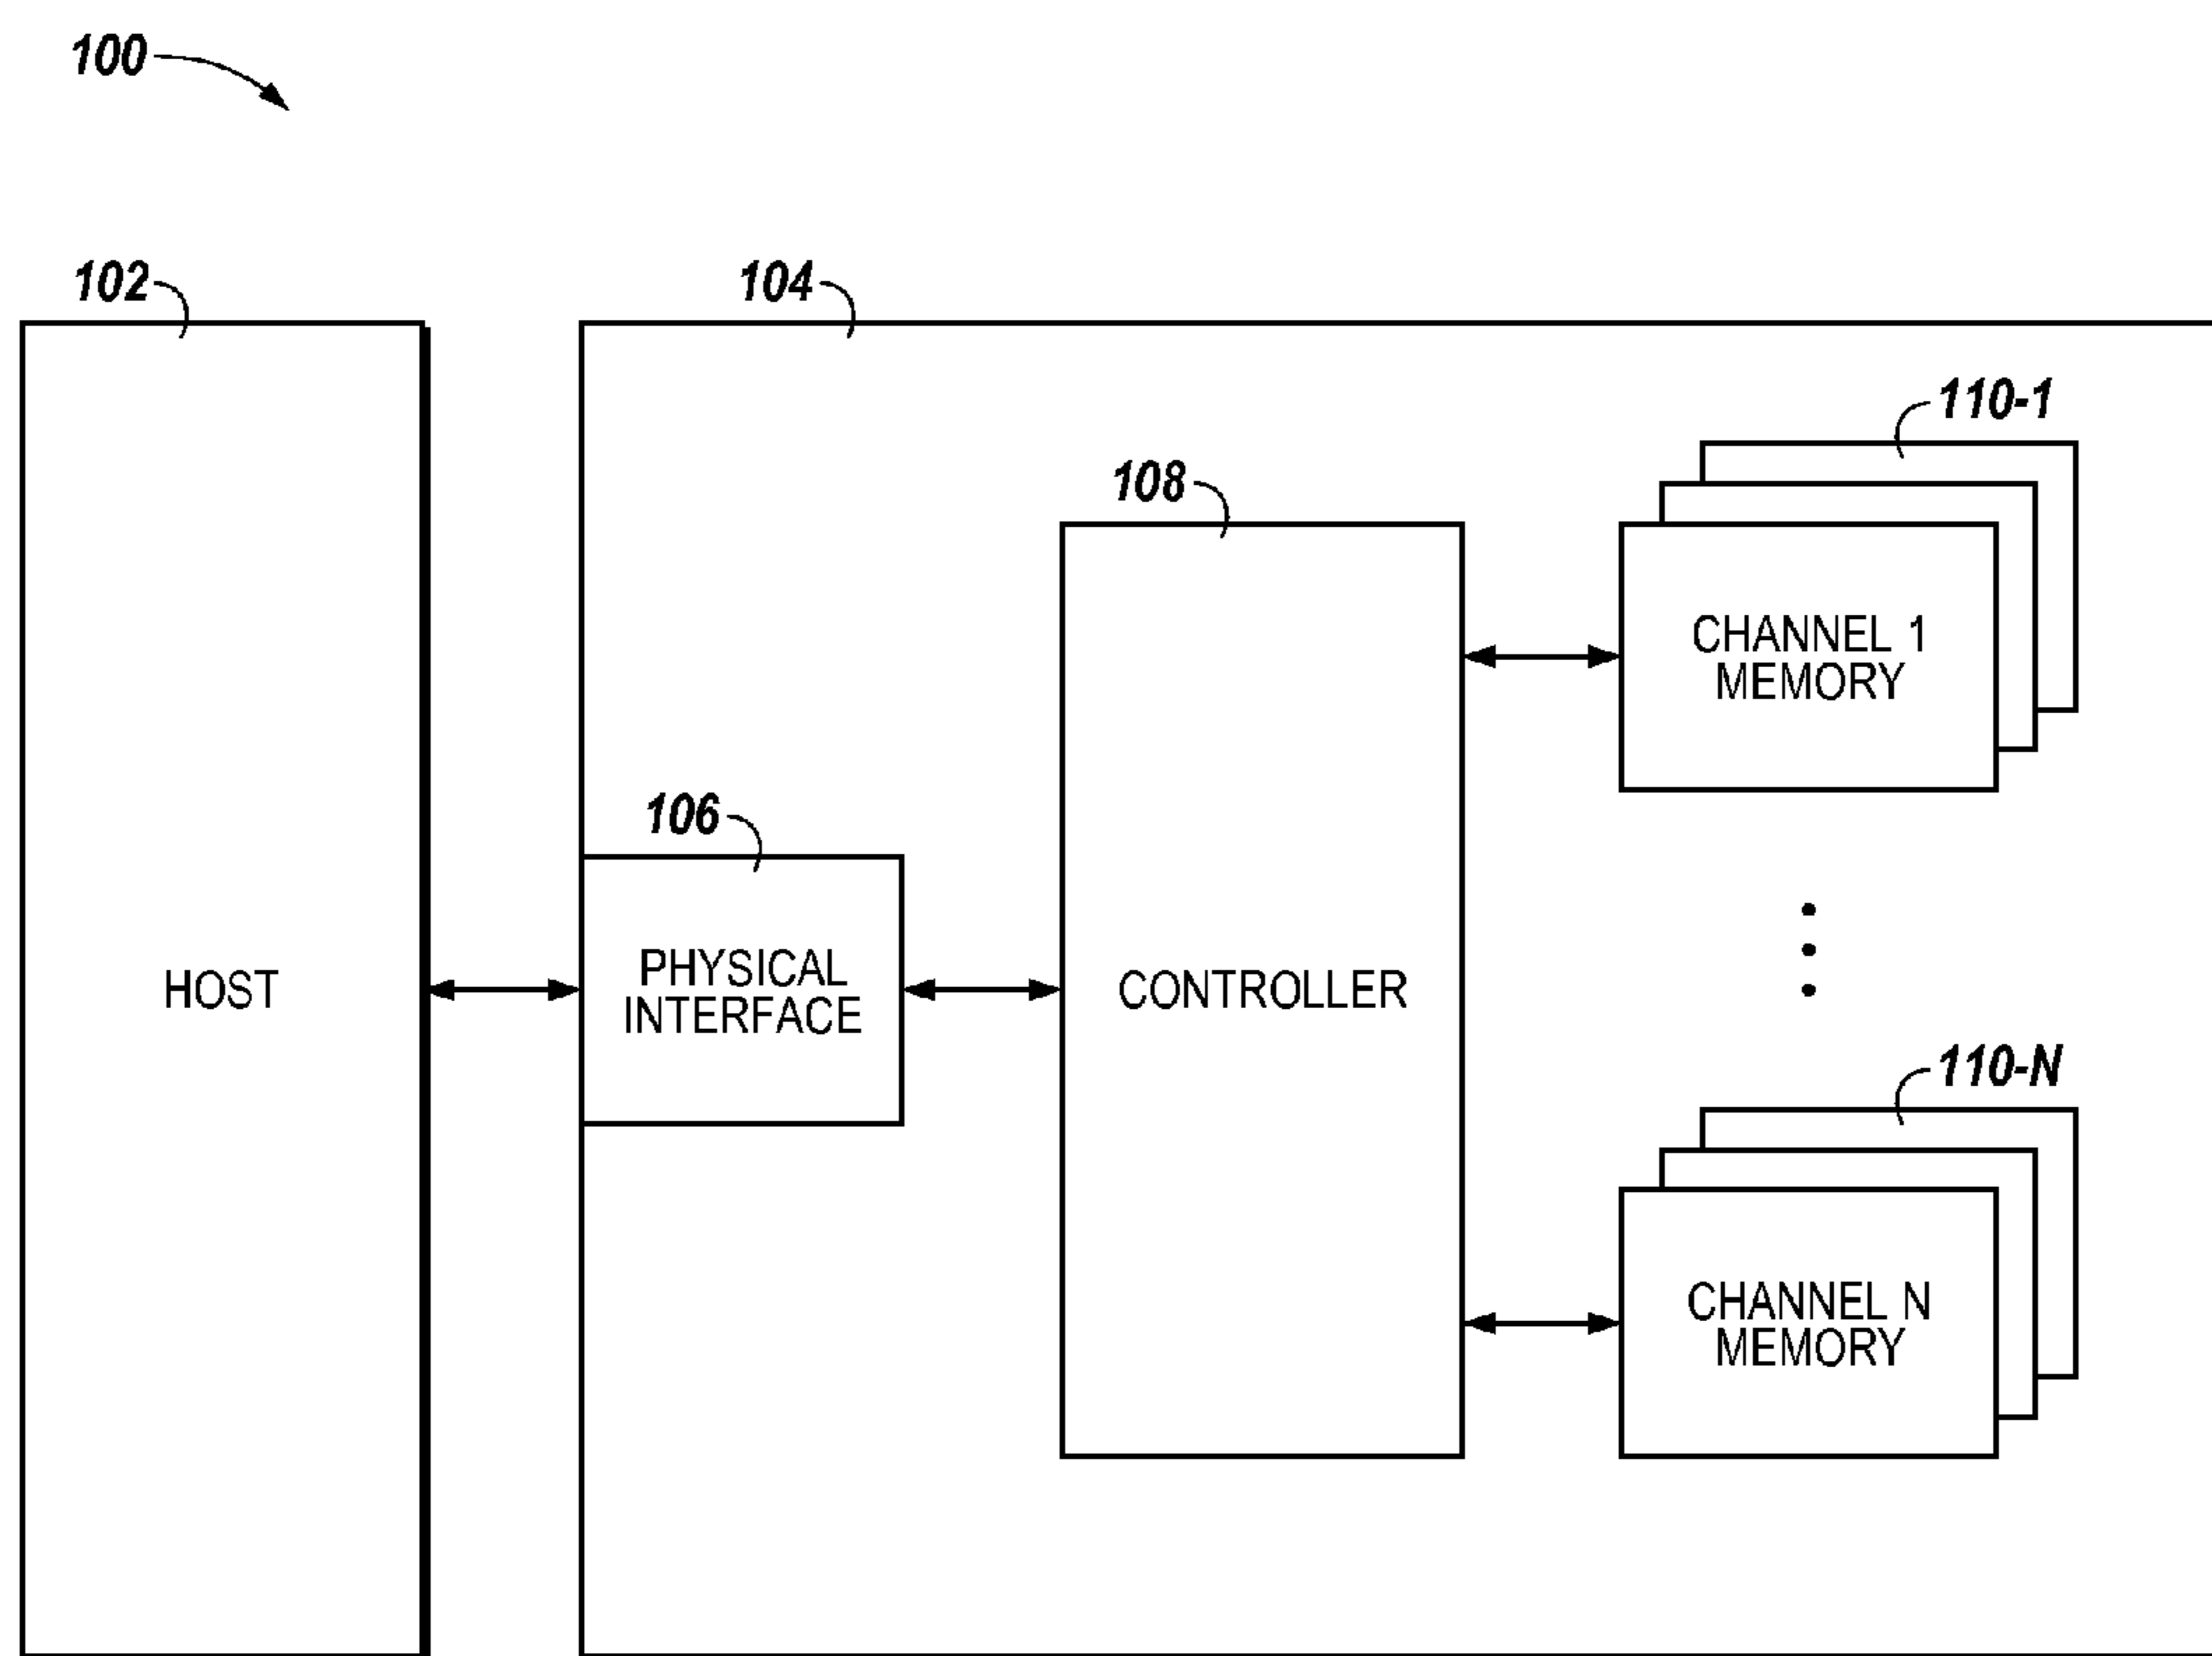 100
102
104
110-1
108
CHANNEL 1
MEMORY
106
PHYSICAL
INTERFACE
HOST
CONTROLLER
110-N
CHANNEL N
MEMORY